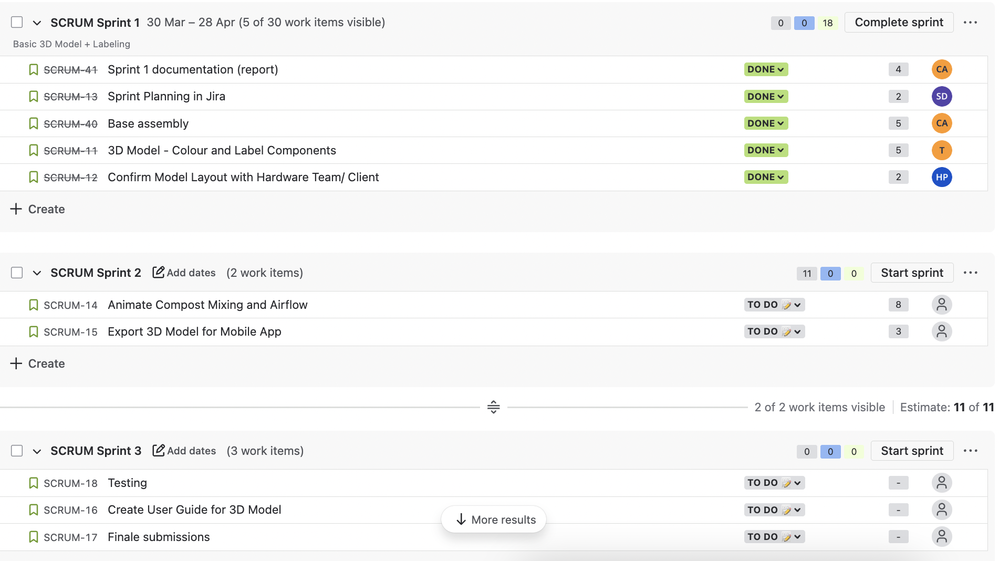 SCRUM Sprint 1 30 Mar – 28 Apr (5 of 30 work items visible) 0 0 18 Complete sprint
Basic 3D Model + Labeling
SCRUM-41 Sprint 1 documentation (report) DONE 4 CA
SCRUM-13 Sprint Planning in Jira DONE 2 SD
SCRUM-40 Base assembly DONE 5 CA
SCRUM-11 3D Model - Colour and Label Components DONE 5 T
SCRUM-12 Confirm Model Layout with Hardware Team/ Client DONE 2 HP
Create
SCRUM Sprint 2 Add dates (2 work items) 11 0 0 Start sprint
SCRUM-14 Animate Compost Mixing and Airflow TO DO 8
SCRUM-15 Export 3D Model for Mobile App TO DO 3
Create
2 of 2 work items visible Estimate: 11 of 11
SCRUM Sprint 3 Add dates (3 work items) 0 0 0 Start sprint
SCRUM-18 Testing TO DO -
SCRUM-16 Create User Guide for 3D Model TO DO -
More results
SCRUM-17 Finale submissions TO DO -